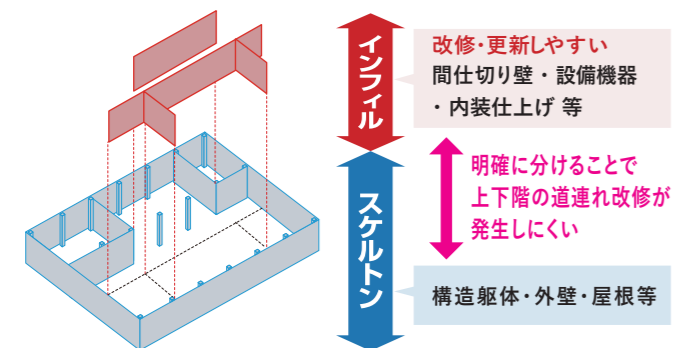 インフィル
改修・更新しやすい
間仕切り壁・設備機器
・内装仕上げ 等
明確に分けることで
上下階の道連れ改修が
発生しにくい
スケルトン
構造躯体・外壁・屋根等